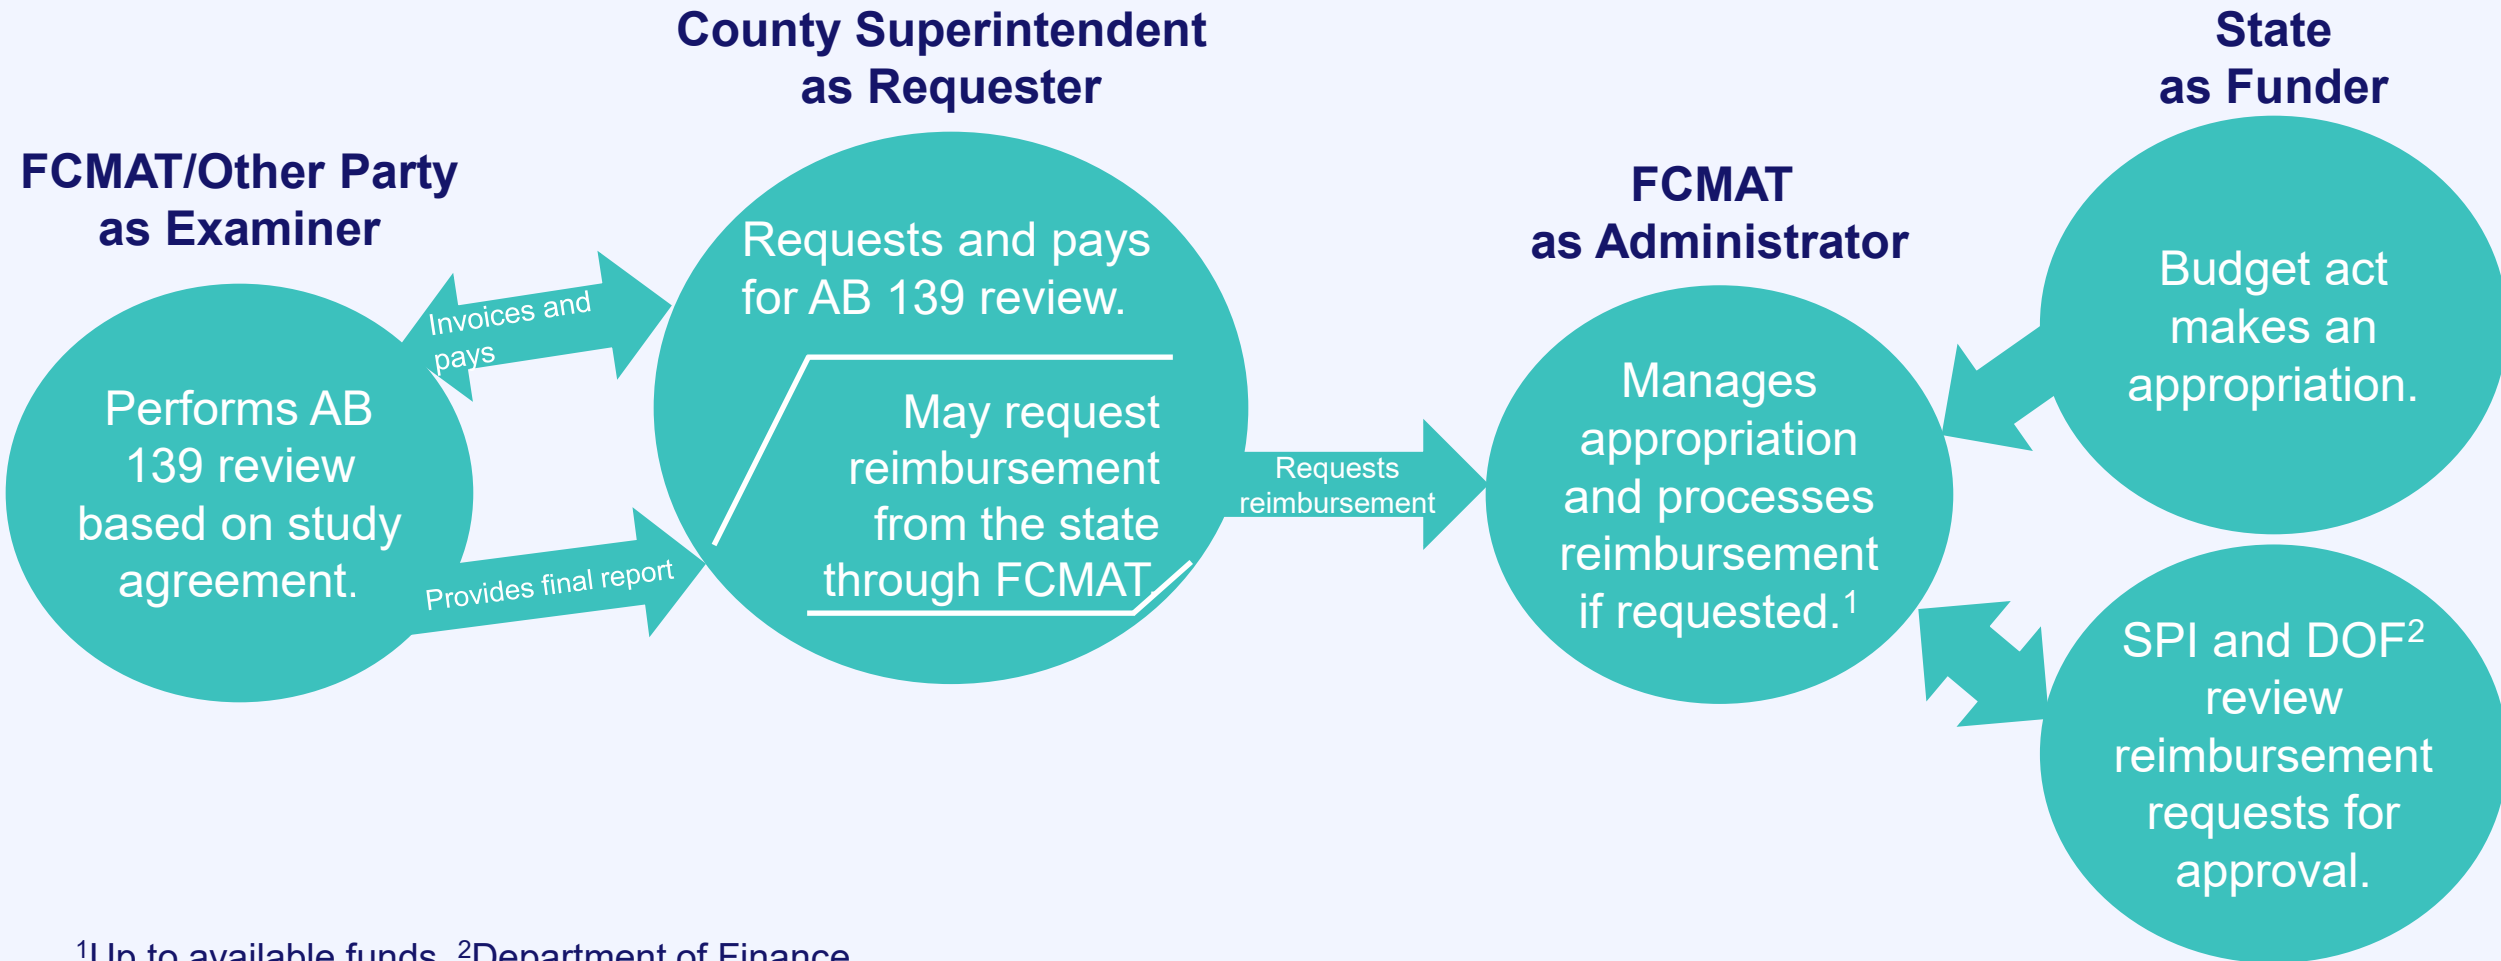 FCMAT/Other Party
as Examiner
Performs AB
139 review
based on study
agreement.
Invoices and
pays
Provides final report
County Superintendent
as Requester
Requests and pays
for AB 139 review.
May request
reimbursement
from the state
through FCMAT.
Requests
reimbursement
FCMAT
as Administrator
Manages
appropriation
and processes
reimbursement
if requested.¹
State
as Funder
Budget act
makes an
appropriation.
SPI and DOF²
review
reimbursement
requests for
approval.
¹Up to available funds. ²Department of Finance